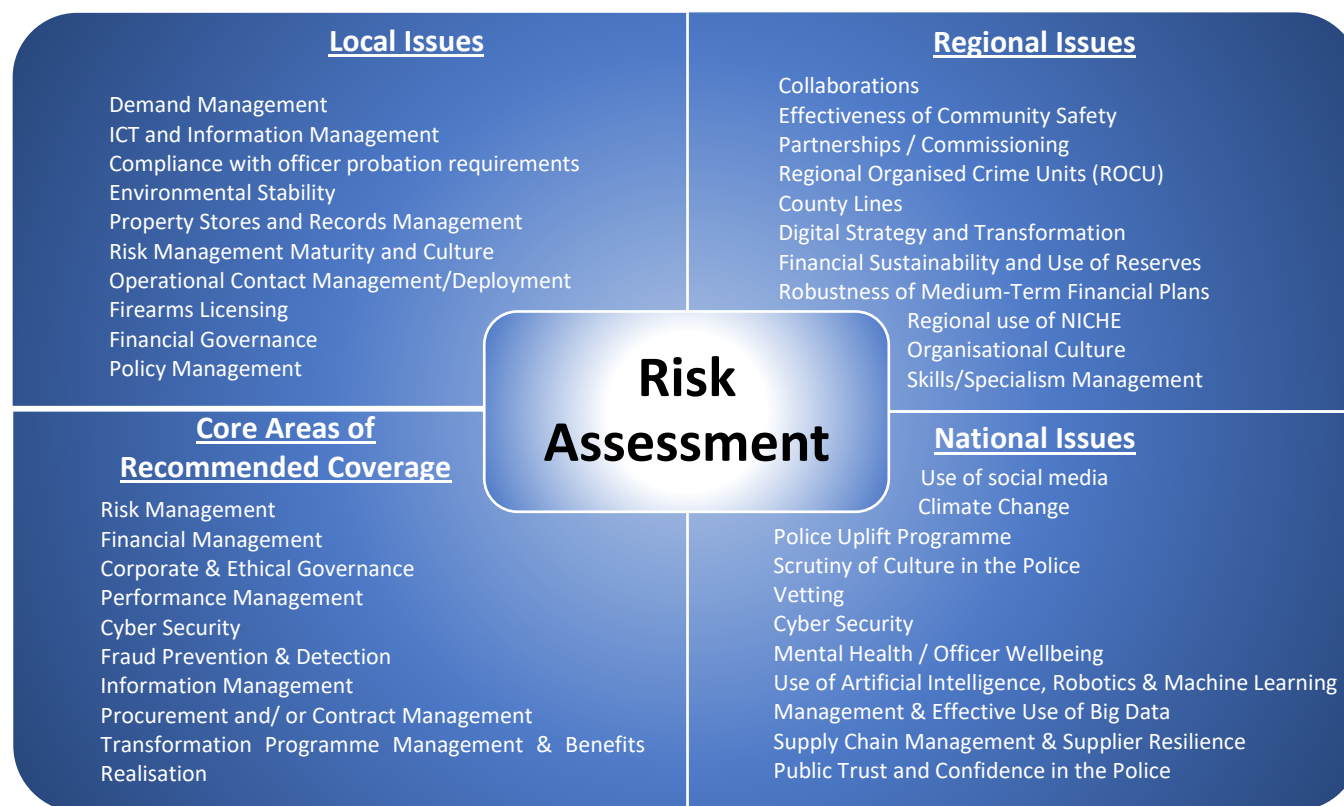 Local Issues
Demand Management
ICT and Information Management
Compliance with officer probation requirements
Environmental Stability
Property Stores and Records Management
Risk Management Maturity and Culture
Operational Contact Management/Deployment
Firearms Licensing
Financial Governance
Policy Management
Regional Issues
Collaborations
Effectiveness of Community Safety
Partnerships / Commissioning
Regional Organised Crime Units (ROCU)
County Lines
Digital Strategy and Transformation
Financial Sustainability and Use of Reserves
Robustness of Medium-Term Financial Plans
Regional use of NICHE
Organisational Culture
Skills/Specialism Management
Risk
Assessment
Core Areas of
Recommended Coverage
Risk Management
Financial Management
Corporate & Ethical Governance
Performance Management
Cyber Security
Fraud Prevention & Detection
Information Management
Procurement and/ or Contract Management
Transformation Programme Management & Benefits
Realisation
National Issues
Use of social media
Climate Change
Police Uplift Programme
Scrutiny of Culture in the Police
Vetting
Cyber Security
Mental Health / Officer Wellbeing
Use of Artificial Intelligence, Robotics & Machine Learning
Management & Effective Use of Big Data
Supply Chain Management & Supplier Resilience
Public Trust and Confidence in the Police